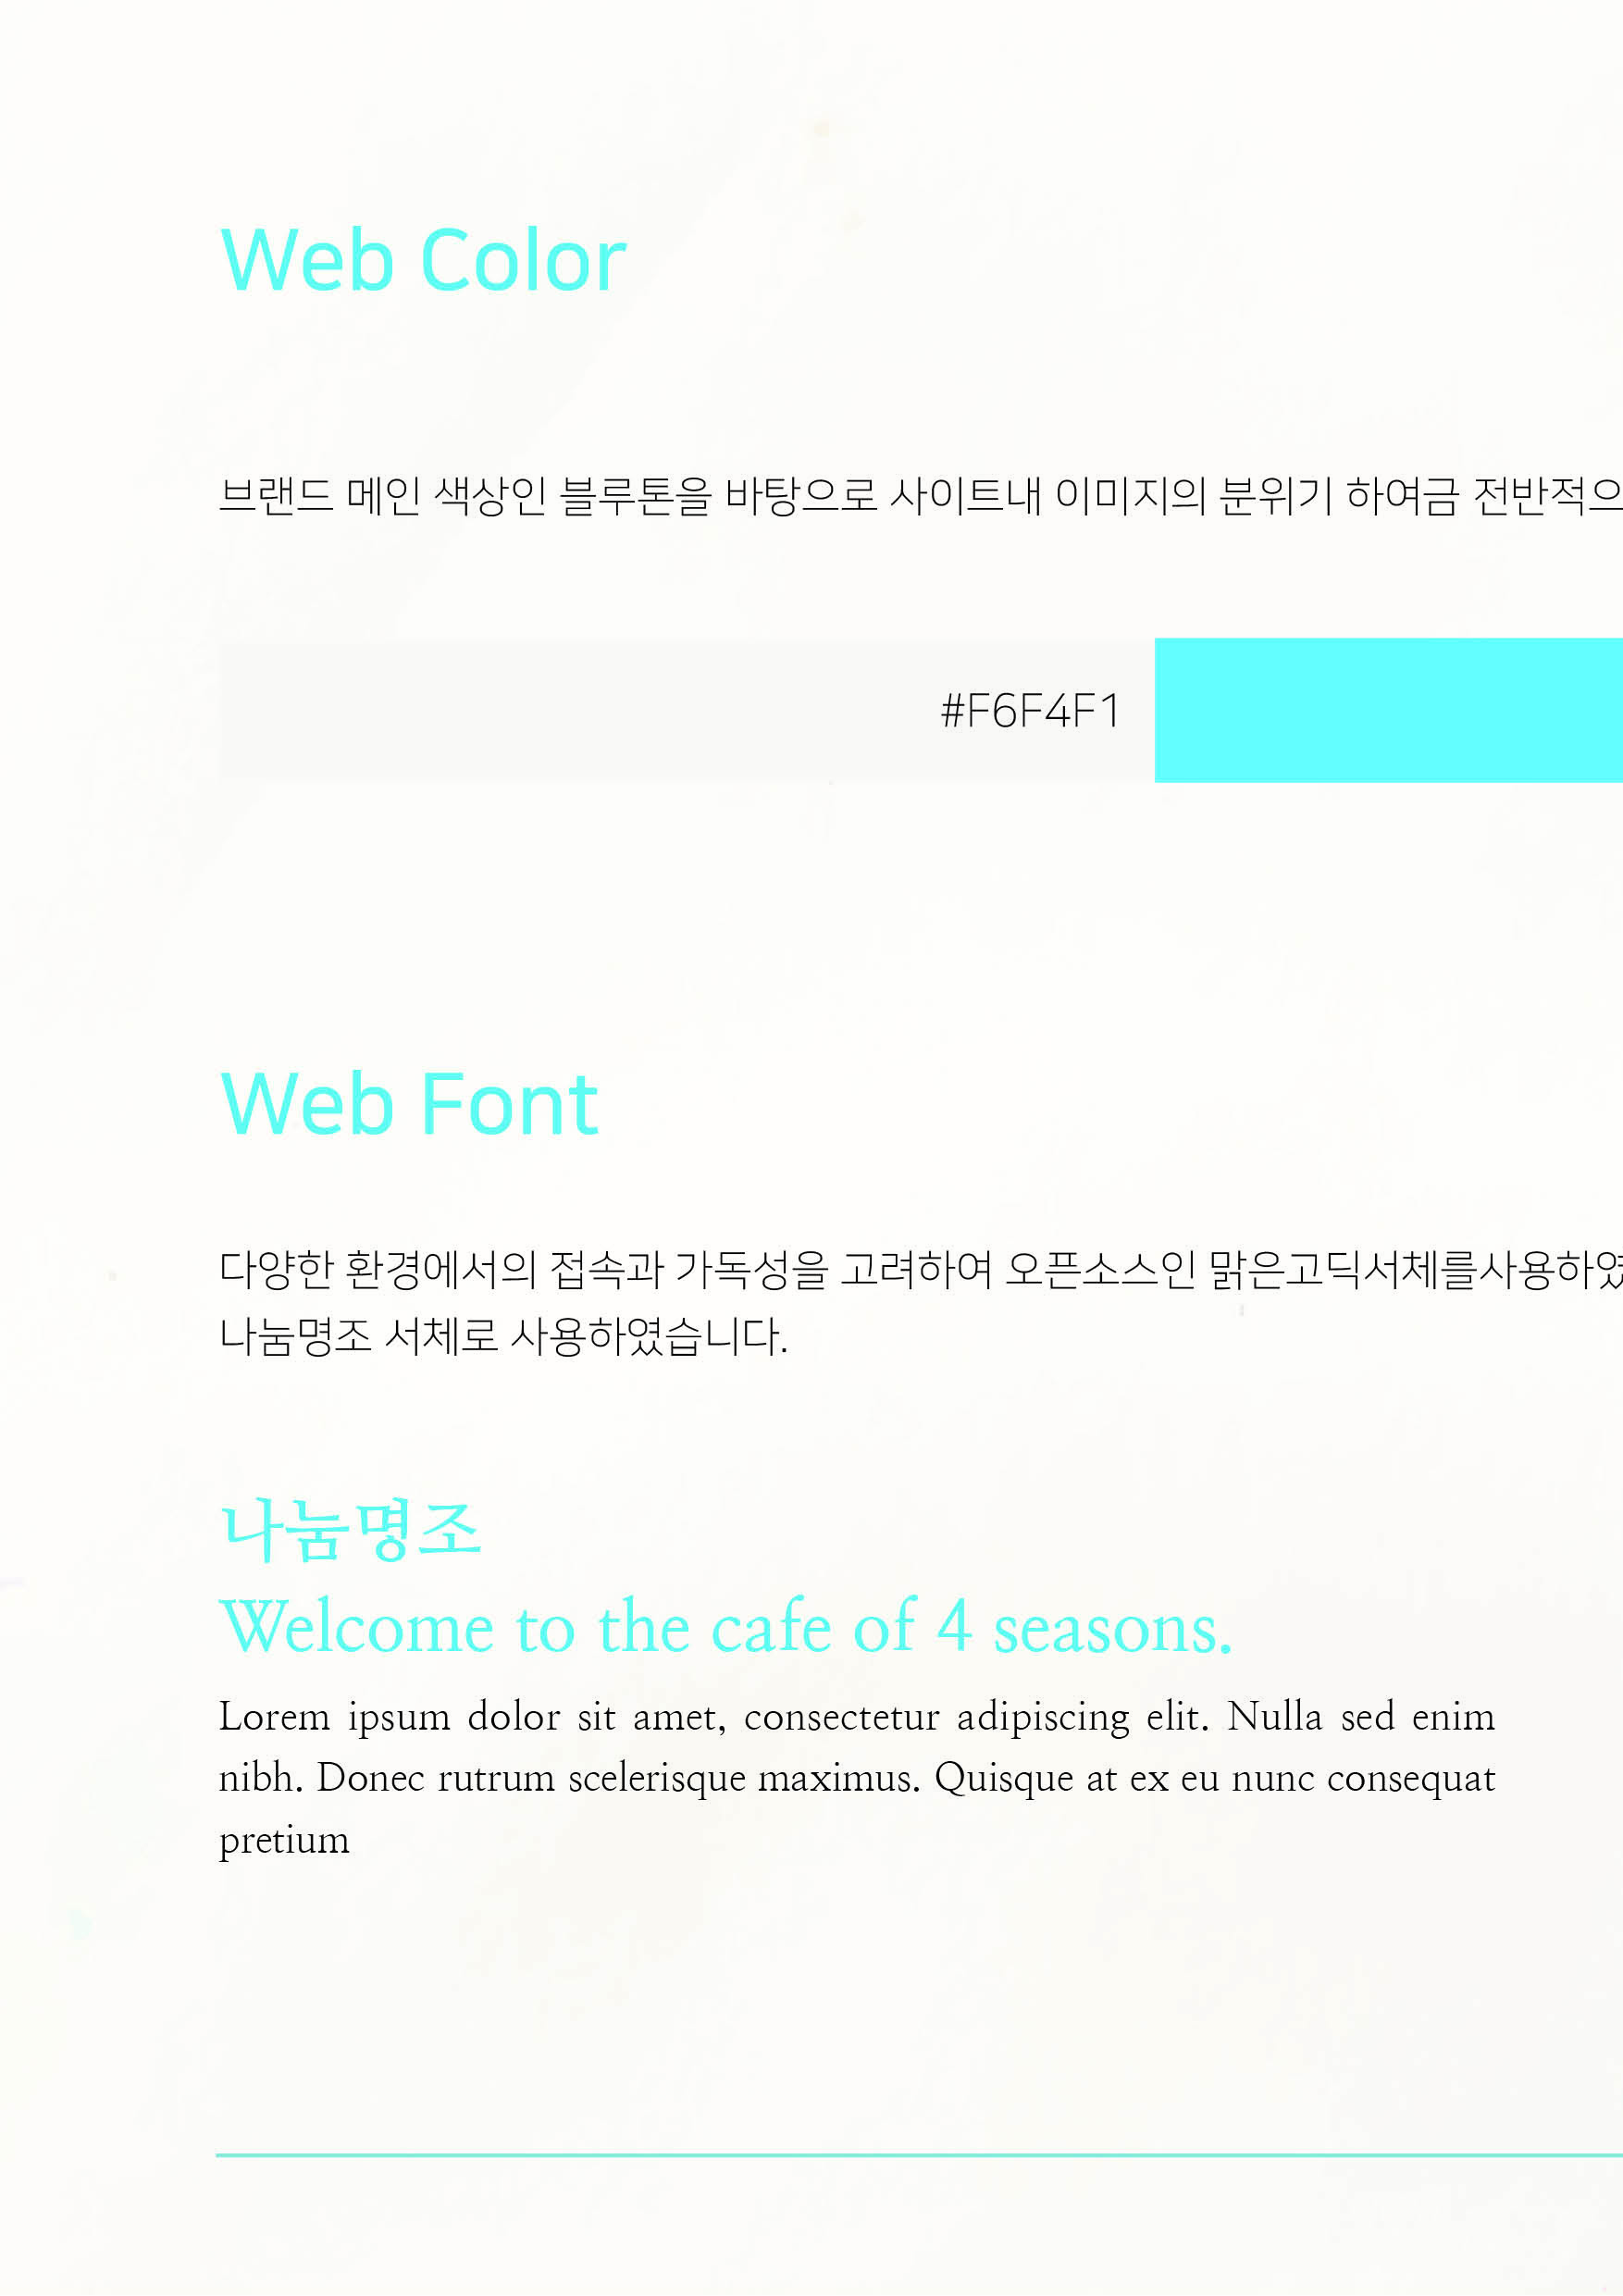 Web Color
브랜드 메인 색상인 블루톤을 바탕으로 사이트내 이미지의 분위기 하여금 전반적으
#F6F4F1
Web Font
다양한 환경에서의 접속과 가독성을 고려하여 오픈소스인 맑은고딕서체를사용하였
나눔명조 서체로 사용하였습니다.
나눔명조
Welcome to the cafe of 4 seasons.
Lorem ipsum dolor sit amet, consectetur adipiscing elit. Nulla sed enim
nibh. Donec rutrum scelerisque maximus. Quisque at ex eu nunc consequat
pretium